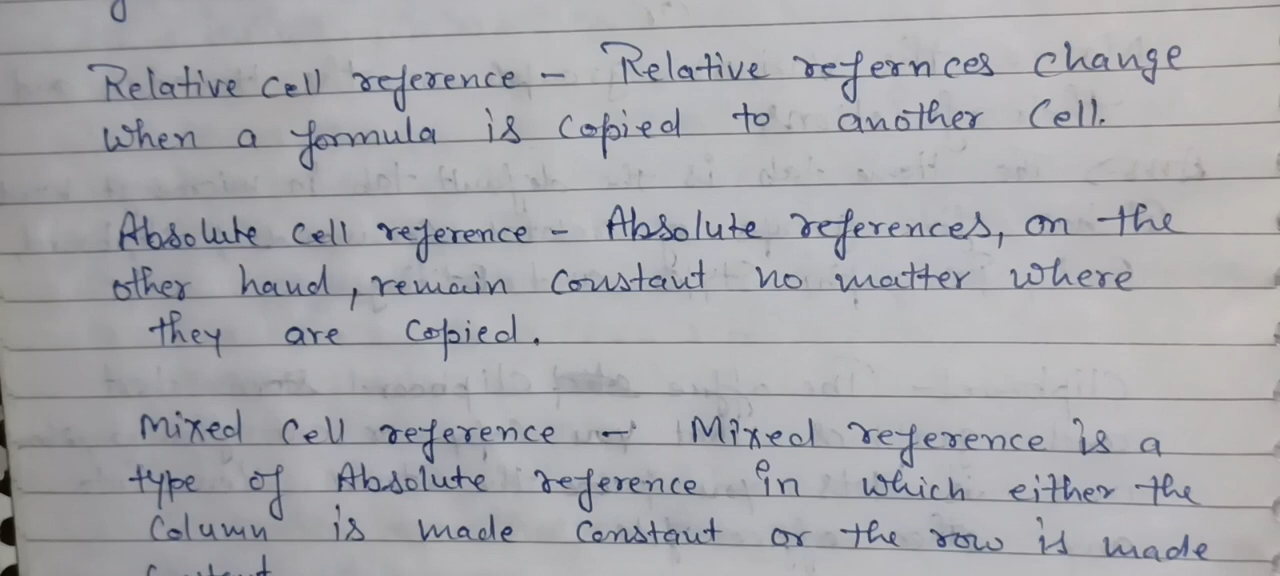 Relative cell reference - Relative refernces change
when a formula is copied to another cell.
Absolute cell reference - Absolute references, on the
other hand, remain constant no matter where
they are copied.
Mixed cell reference - Mixed reference is a
type of Absolute reference in which either the
column is made constant or the row is made
constant